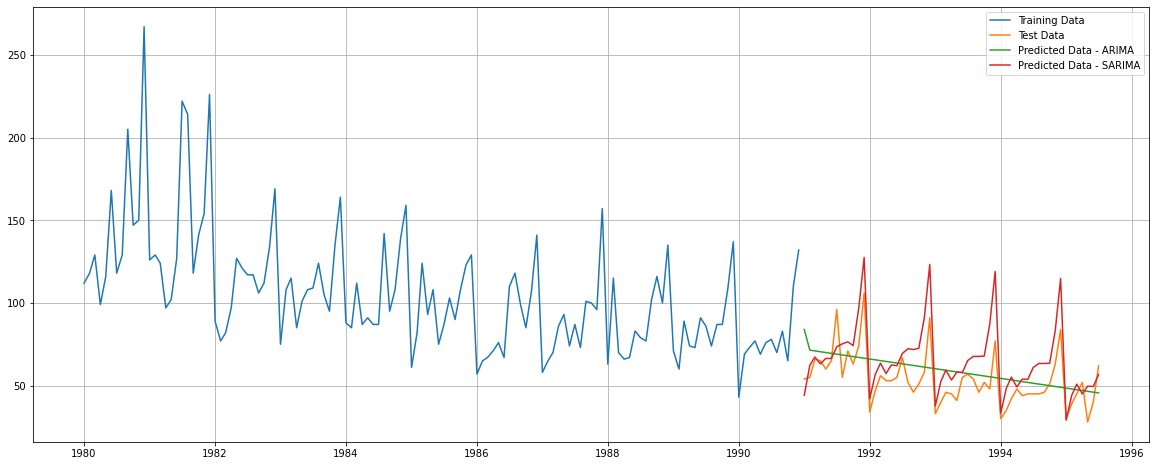 Training Data
Test Data
Predicted Data - ARIMA
Predicted Data - SARIMA
250
200
150
100
50
1980 1982 1984 1986 1988 1990 1992 1994 1996